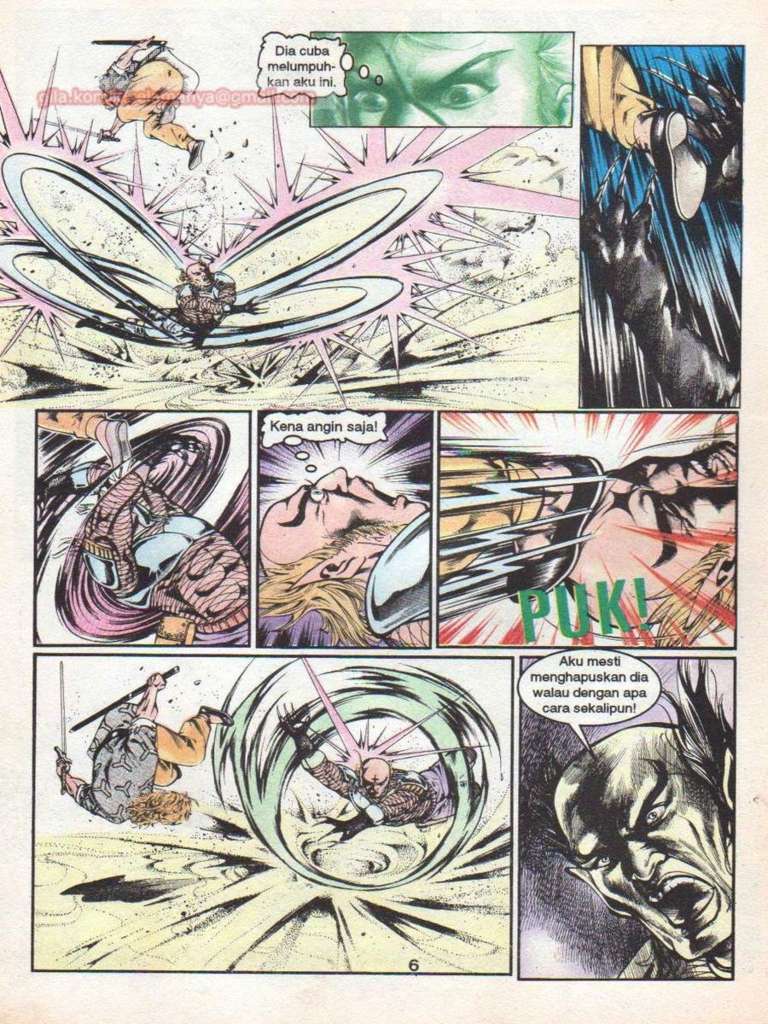 Dia cuba
melumpuh-
kan aku ini.
Kena angin saja!
PUK!
Aku mesti
menghapuskan dia
walau dengan apa
cara sekalipun!
6